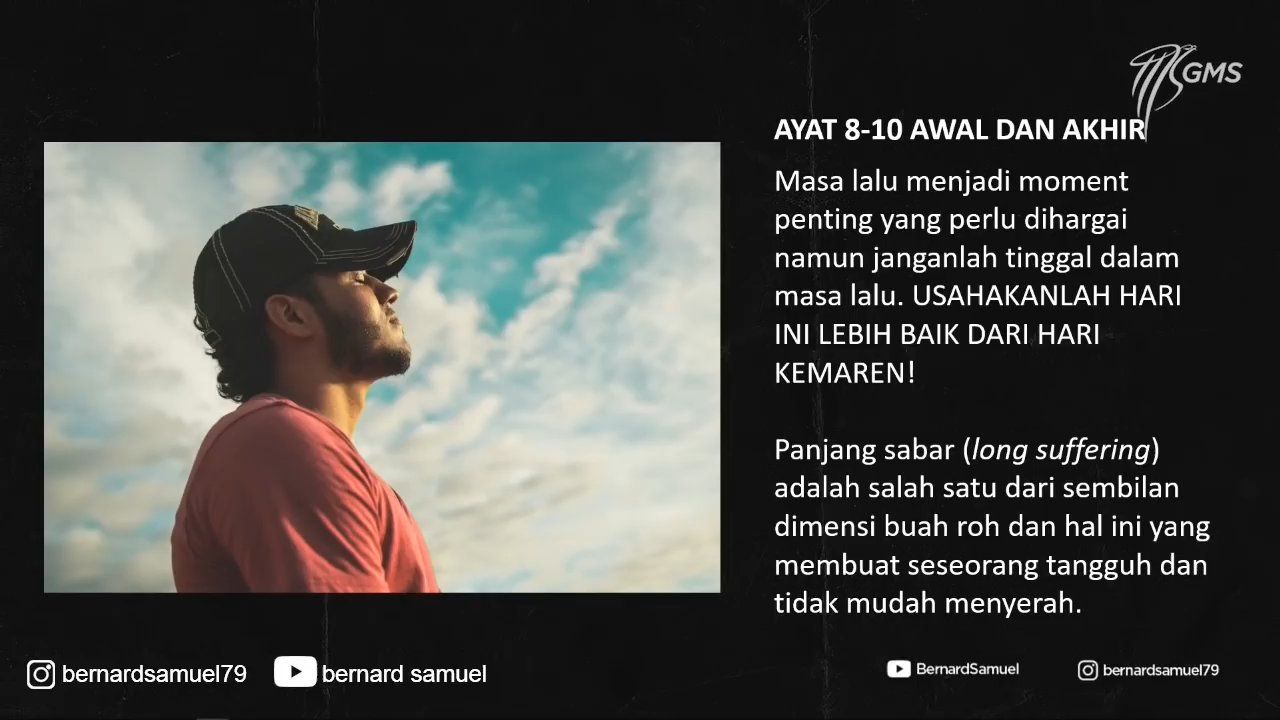 GMS
AYAT 8-10 AWAL DAN AKHIR
Masa lalu menjadi moment
penting yang perlu dihargai
namun janganlah tinggal dalam
masa lalu. USAHAKANLAH HARI
INI LEBIH BAIK DARI HARI
KEMAREN!
Panjang sabar (long suffering)
adalah salah satu dari sembilan
dimensi buah roh dan hal ini yang
membuat seseorang tangguh dan
tidak mudah menyerah.
bernardsamuel79 bernard samuel
BernardSamuel bernardsamuel79